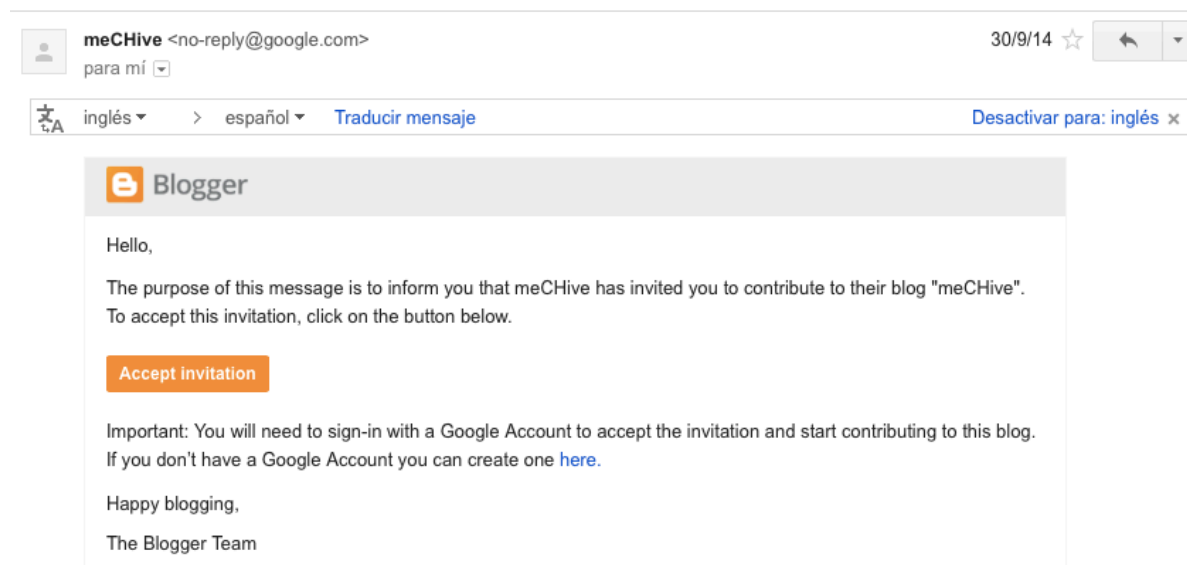 meCHive <no-reply@google.com>
30/9/14
para mí
inglés > español Traducir mensaje Desactivar para: inglés ×
Blogger
Hello,
The purpose of this message is to inform you that meCHive has invited you to contribute to their blog "meCHive".
To accept this invitation, click on the button below.
Accept invitation
Important: You will need to sign-in with a Google Account to accept the invitation and start contributing to this blog.
If you don't have a Google Account you can create one here.
Happy blogging,
The Blogger Team